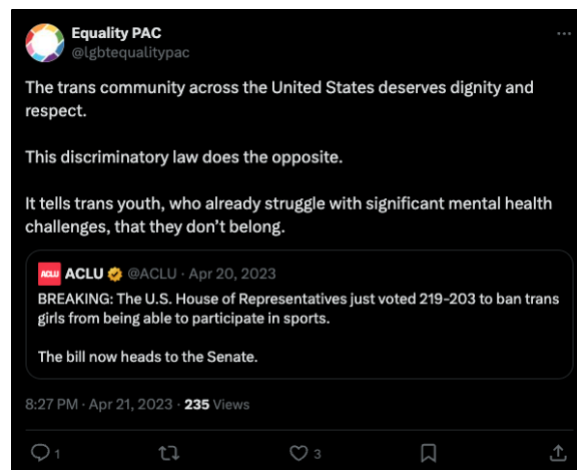 Equality PAC
@lgbtequalitypac
The trans community across the United States deserves dignity and
respect.
This discriminatory law does the opposite.
It tells trans youth, who already struggle with significant mental health
challenges, that they don’t belong.
ACLU ACLU @ACLU · Apr 20, 2023
BREAKING: The U.S. House of Representatives just voted 219-203 to ban trans
girls from being able to participate in sports.
The bill now heads to the Senate.
8:27 PM · Apr 21, 2023 · 235 Views
1 3